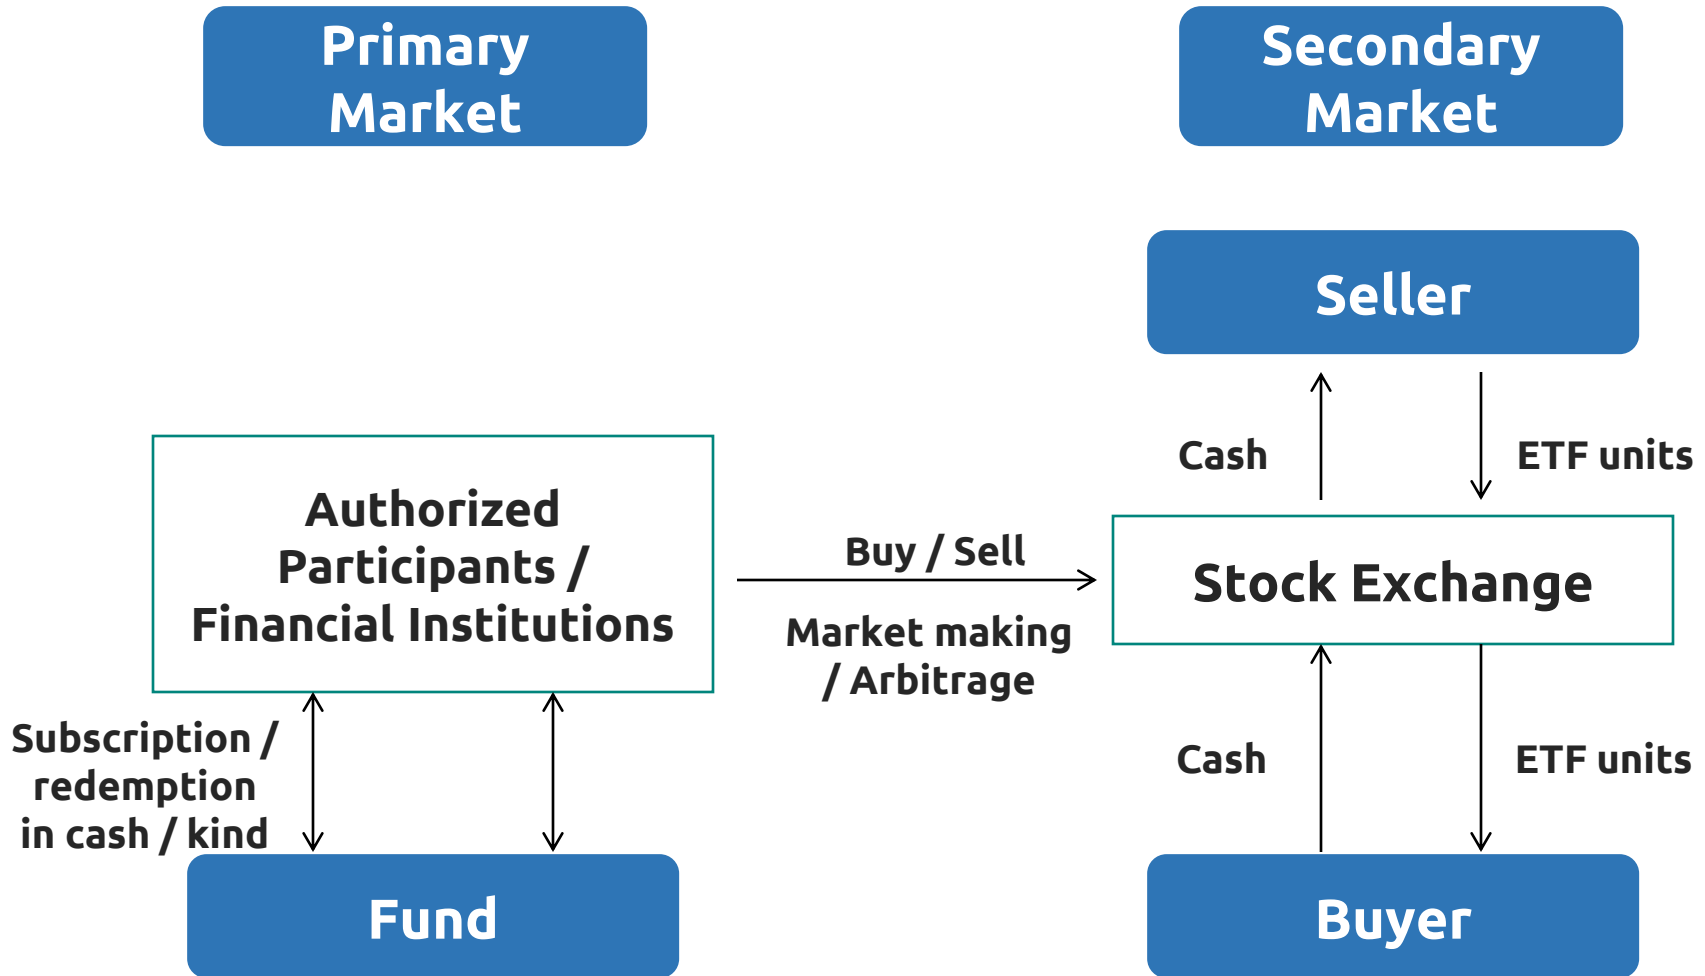 Primary
Market
Secondary
Market
Seller
Cash
ETF units
Authorized
Participants /
Financial Institutions
Buy / Sell
Market making
/ Arbitrage
Stock Exchange
Subscription /
redemption
in cash / kind
Cash
ETF units
Fund
Buyer